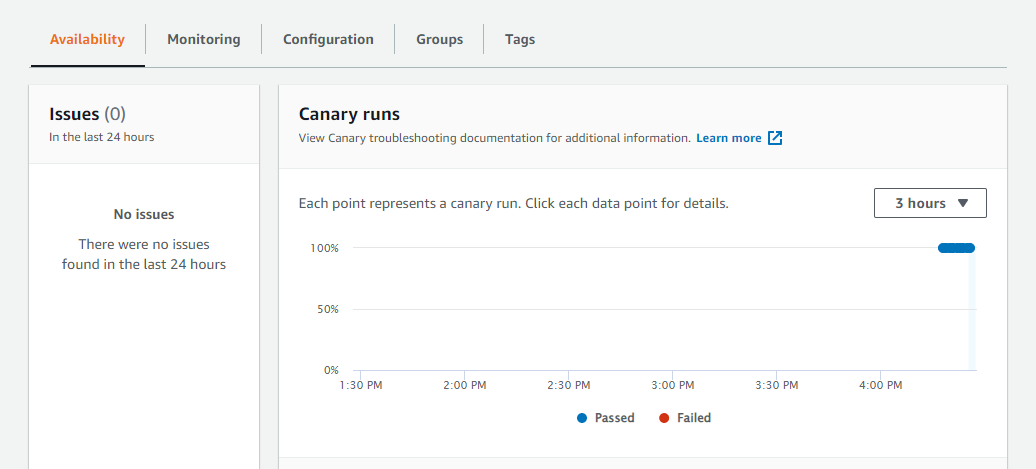 Availability
Monitoring
Configuration
Groups
Tags
Issues (0)
In the last 24 hours
No issues
There were no issues
found in the last 24 hours
Canary runs
View Canary troubleshooting documentation for additional information. Learn more
Each point represents a canary run. Click each data point for details.
3 hours
100%
50%
0%
1:30 PM
2:00 PM
2:30 PM
3:00 PM
3:30 PM
4:00 PM
Passed
Failed